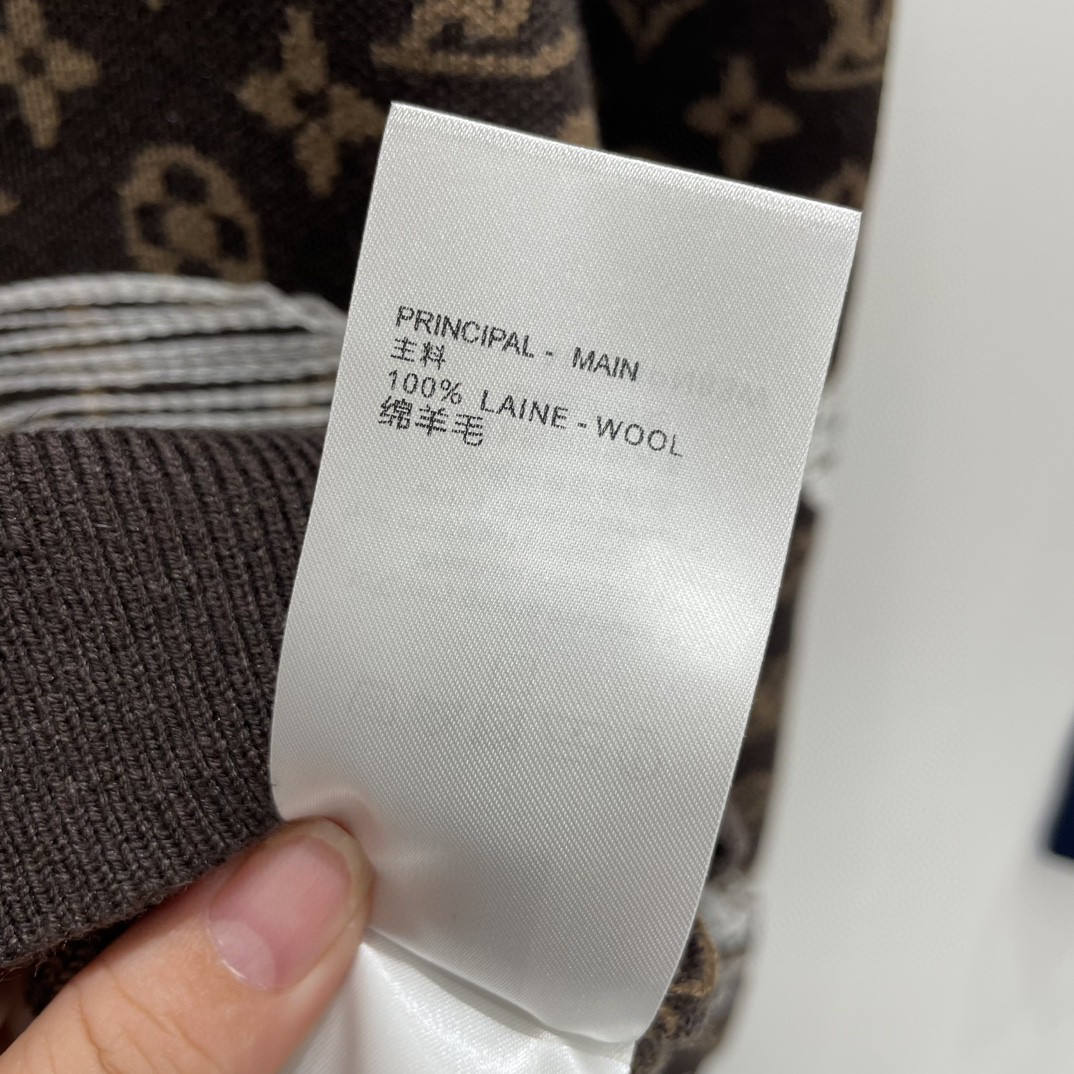 PRINCIPAL - MAIN
主料
100% LAINE - WOOL
绵羊毛